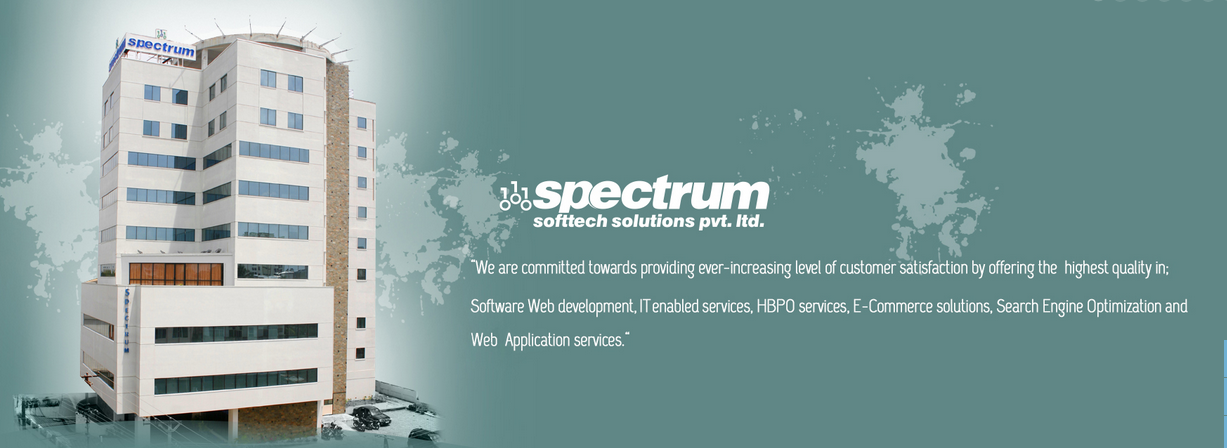 spectrum
SPECTRUM
spectrum
softtech solutions pvt. ltd.
"We are committed towards providing ever-increasing level of customer satisfaction by offering the highest quality in;
Software Web development, IT enabled services, HBPO services, E-Commerce solutions, Search Engine Optimization and
Web Application services."